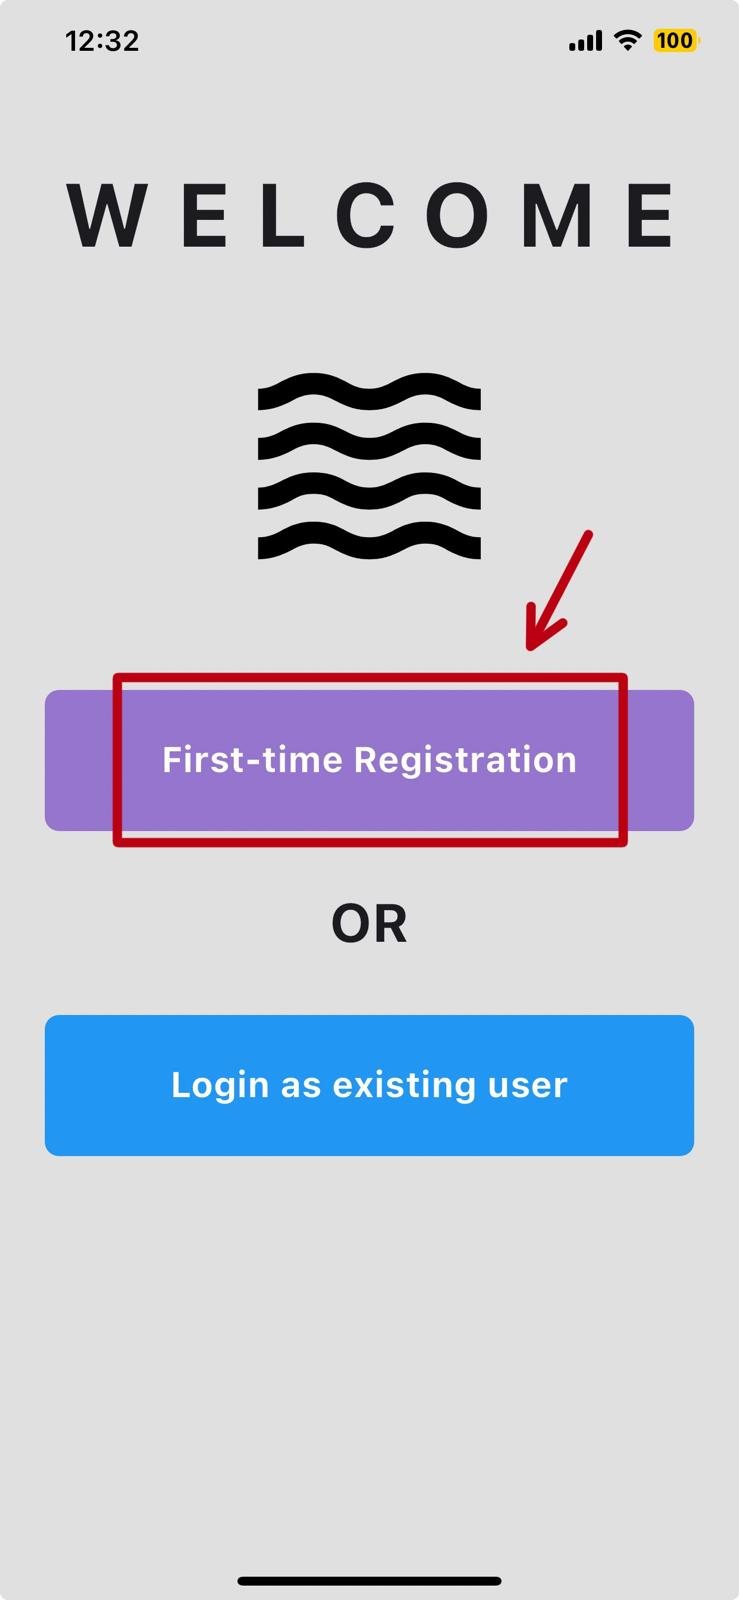 12:32
100
WELCOME
First-time Registration
OR
Login as existing user